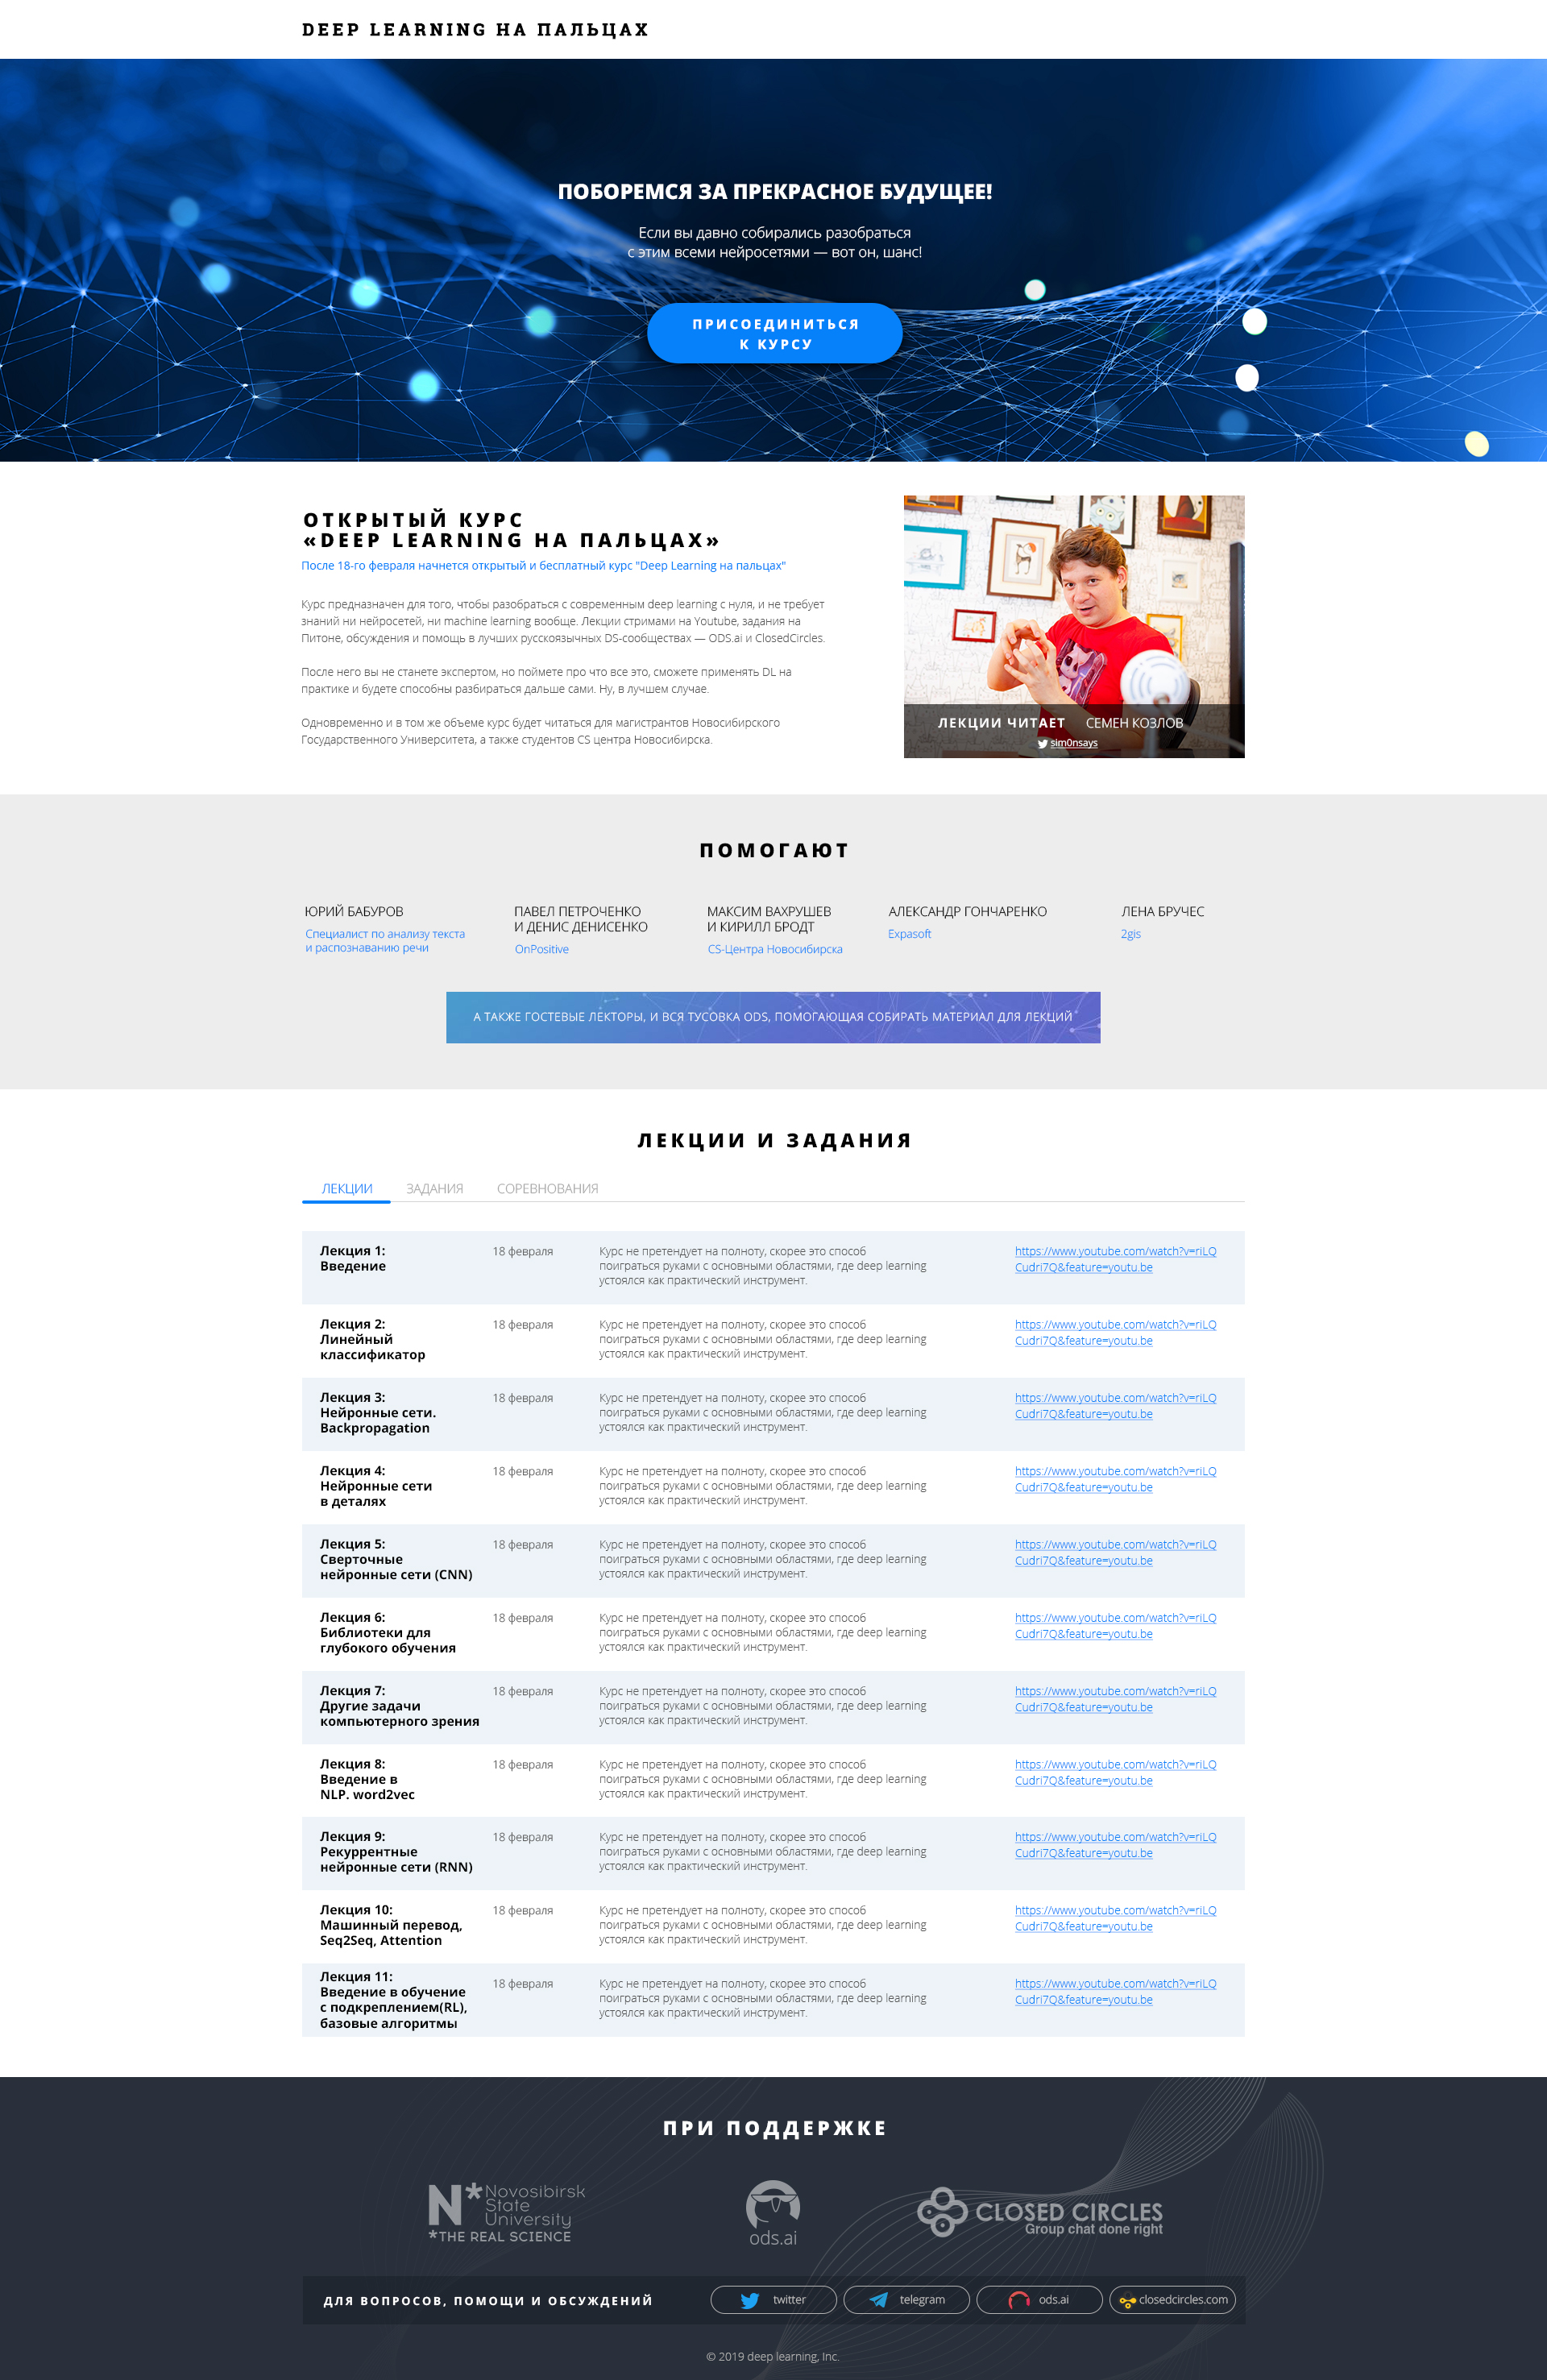 DEEP LEARNING НА ПАЛЬЦАХ
ПОБОРЕМСЯ ЗА ПРЕКРАСНОЕ БУДУЩЕЕ!
Если вы давно собирались разобраться
с этим всеми нейросетями — вот он, шанс!
ПРИСОЕДИНИТЬСЯ
К КУРСУ
ОТКРЫТЫЙ КУРС
«DEEP LEARNING НА ПАЛЬЦАХ»
После 18-го февраля начнется открытый и бесплатный курс "Deep Learning на пальцах"
Курс предназначен для того, чтобы разобраться с современным deep learning с нуля, и не требует
знаний ни нейросетей, ни machine learning вообще. Лекции стримами на Youtube, задания на
Питоне, обсуждения и помощь в лучших русскоязычных DS-сообществах — ODS.ai и ClosedCircles.
После него вы не станете экспертом, но поймете про что все это, сможете применять DL на
практике и будете способны разбираться дальше сами. Ну, в лучшем случае.
Одновременно и в том же объеме курс будет читаться для магистрантов Новосибирского
Государственного Университета, а также студентов CS центра Новосибирска.
ЛЕКЦИИ ЧИТАЕТ СЕМЕН КОЗЛОВ
sim0nsays
ПОМОГАЮТ
ЮРИЙ БАБУРОВ
Специалист по анализу текста
и распознаванию речи
ПАВЕЛ ПЕТРОЧЕНКО
И ДЕНИС ДЕНИСЕНКО
OnPositive
МАКСИМ ВАХРУШЕВ
И КИРИЛЛ БРОДТ
CS-Центра Новосибирска
АЛЕКСАНДР ГОНЧАРЕНКО
Expasoft
ЛЕНА БРУЧЕС
2gis
А ТАКЖЕ ГОСТЕВЫЕ ЛЕКТОРЫ, И ВСЯ ТУСОВКА ODS, ПОМОГАЮЩАЯ СОБИРАТЬ МАТЕРИАЛ ДЛЯ ЛЕКЦИЙ
ЛЕКЦИИ И ЗАДАНИЯ
ЛЕКЦИИ ЗАДАНИЯ СОРЕВНОВАНИЯ
Лекция 1:
Введение
18 февраля
Курс не претендует на полноту, скорее это способ
поиграться руками с основными областями, где deep learning
устоялся как практический инструмент.
https://www.youtube.com/watch?v=riLQ
Cudri7Q&feature=youtu.be
Лекция 2:
Линейный
классификатор
18 февраля
Курс не претендует на полноту, скорее это способ
поиграться руками с основными областями, где deep learning
устоялся как практический инструмент.
https://www.youtube.com/watch?v=riLQ
Cudri7Q&feature=youtu.be
Лекция 3:
Нейронные сети.
Backpropagation
18 февраля
Курс не претендует на полноту, скорее это способ
поиграться руками с основными областями, где deep learning
устоялся как практический инструмент.
https://www.youtube.com/watch?v=riLQ
Cudri7Q&feature=youtu.be
Лекция 4:
Нейронные сети
в деталях
18 февраля
Курс не претендует на полноту, скорее это способ
поиграться руками с основными областями, где deep learning
устоялся как практический инструмент.
https://www.youtube.com/watch?v=riLQ
Cudri7Q&feature=youtu.be
Лекция 5:
Сверточные
нейронные сети (CNN)
18 февраля
Курс не претендует на полноту, скорее это способ
поиграться руками с основными областями, где deep learning
устоялся как практический инструмент.
https://www.youtube.com/watch?v=riLQ
Cudri7Q&feature=youtu.be
Лекция 6:
Библиотеки для
глубокого обучения
18 февраля
Курс не претендует на полноту, скорее это способ
поиграться руками с основными областями, где deep learning
устоялся как практический инструмент.
https://www.youtube.com/watch?v=riLQ
Cudri7Q&feature=youtu.be
Лекция 7:
Другие задачи
компьютерного зрения
18 февраля
Курс не претендует на полноту, скорее это способ
поиграться руками с основными областями, где deep learning
устоялся как практический инструмент.
https://www.youtube.com/watch?v=riLQ
Cudri7Q&feature=youtu.be
Лекция 8:
Введение в
NLP. word2vec
18 февраля
Курс не претендует на полноту, скорее это способ
поиграться руками с основными областями, где deep learning
устоялся как практический инструмент.
https://www.youtube.com/watch?v=riLQ
Cudri7Q&feature=youtu.be
Лекция 9:
Рекуррентные
нейронные сети (RNN)
18 февраля
Курс не претендует на полноту, скорее это способ
поиграться руками с основными областями, где deep learning
устоялся как практический инструмент.
https://www.youtube.com/watch?v=riLQ
Cudri7Q&feature=youtu.be
Лекция 10:
Машинный перевод,
Seq2Seq, Attention
18 февраля
Курс не претендует на полноту, скорее это способ
поиграться руками с основными областями, где deep learning
устоялся как практический инструмент.
https://www.youtube.com/watch?v=riLQ
Cudri7Q&feature=youtu.be
Лекция 11:
Введение в обучение
с подкреплением(RL),
базовые алгоритмы
18 февраля
Курс не претендует на полноту, скорее это способ
поиграться руками с основными областями, где deep learning
устоялся как практический инструмент.
https://www.youtube.com/watch?v=riLQ
Cudri7Q&feature=youtu.be
ПРИ ПОДДЕРЖКЕ
N* Novosibirsk
State
University
*THE REAL SCIENCE
ods.ai
CLOSED CIRCLES
Group chat done right
ДЛЯ ВОПРОСОВ, ПОМОЩИ И ОБСУЖДЕНИЙ
twitter telegram ods.ai closedcircles.com
© 2019 deep learning, Inc.